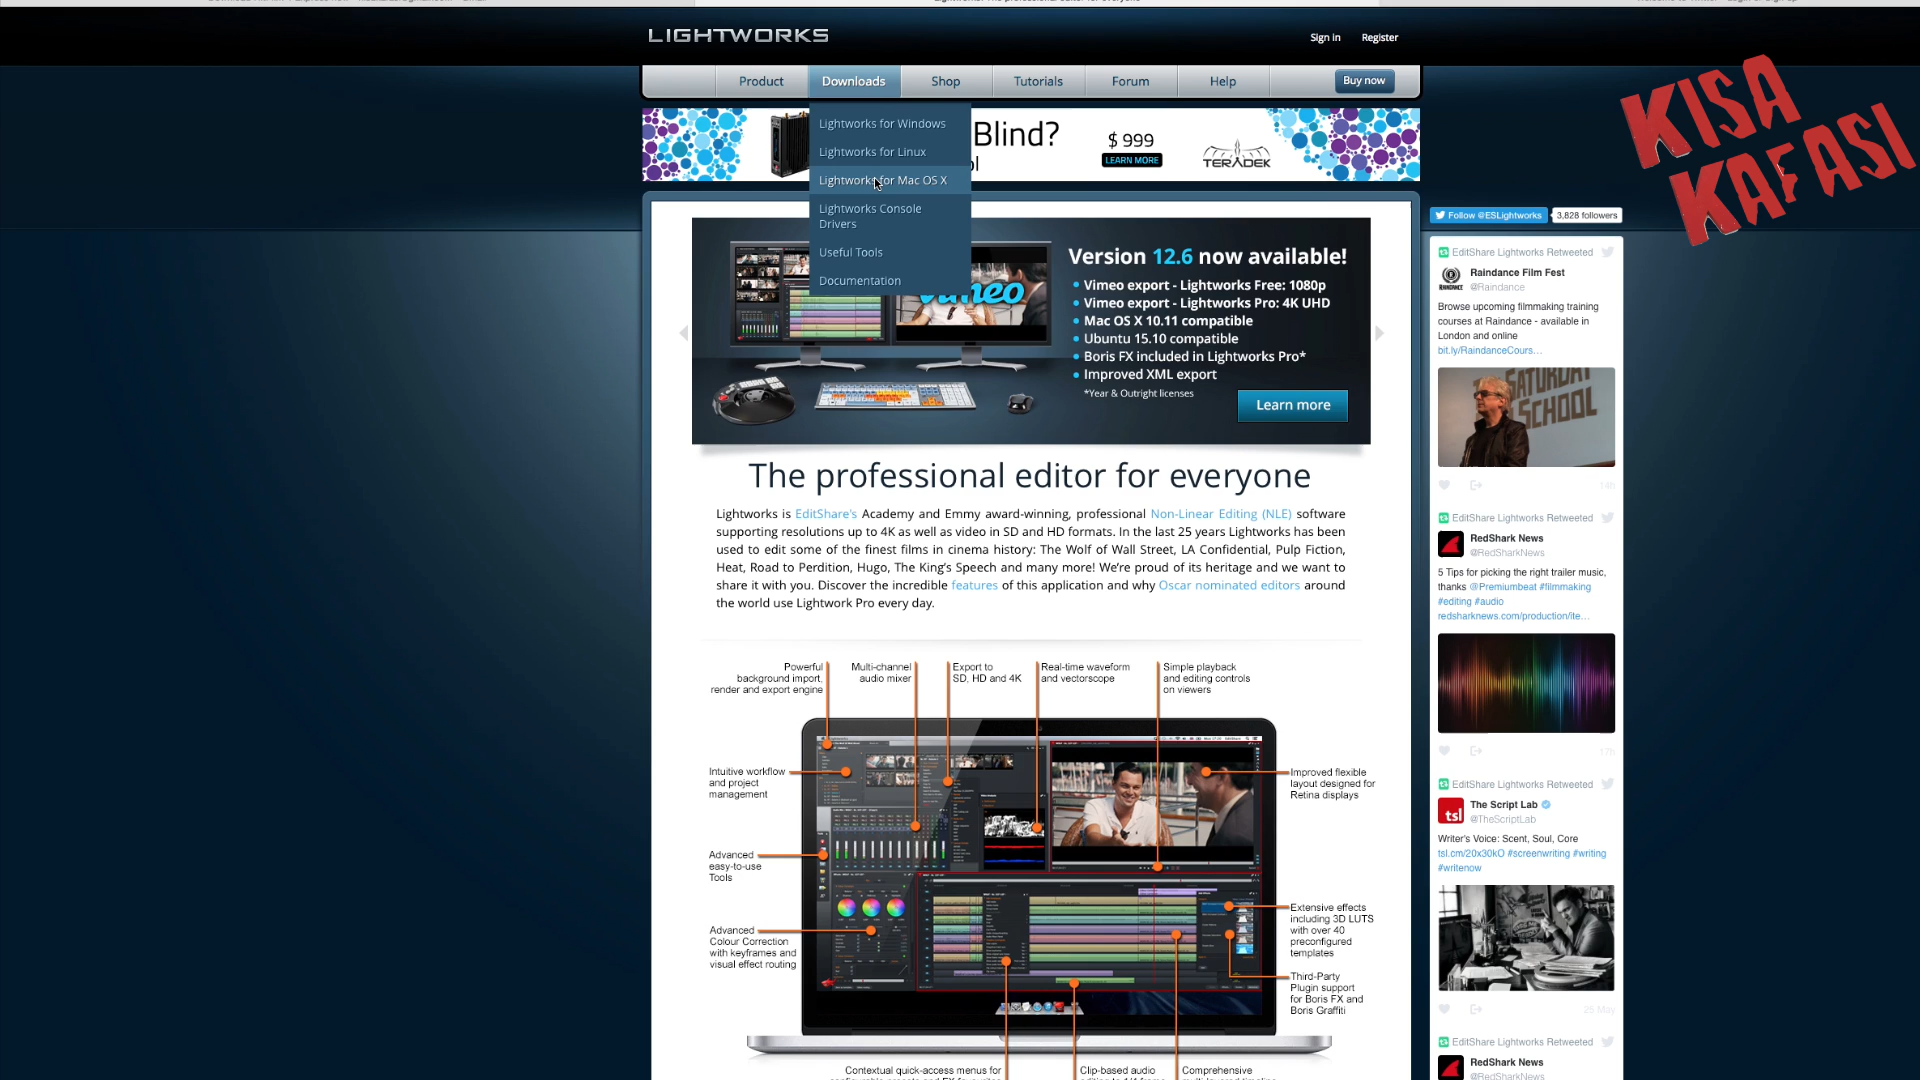 LIGHTWORKS
Sign in
Register
Product
Downloads
Shop
Tutorials
Forum
Help
Buy now
Lightworks for Windows
Lightworks for Linux
Lightworks for Mac OS X
Lightworks Console
Drivers
Useful Tools
Documentation
Blind?
$ 999
LEARN MORE
TERADEK
KISA
KAFASI
Version 12.6 now available!
• Vimeo export - Lightworks Free: 1080p
• Vimeo export - Lightworks Pro: 4K UHD
• Mac OS X 10.11 compatible
• Ubuntu 15.10 compatible
• Boris FX included in Lightworks Pro*
• Improved XML export
*Year & Outright licenses
Learn more
The professional editor for everyone
Lightworks is EditShare's Academy and Emmy award-winning, professional Non-Linear Editing (NLE) software
supporting resolutions up to 4K as well as video in SD and HD formats. In the last 25 years Lightworks has been
used to edit some of the finest films in cinema history: The Wolf of Wall Street, LA Confidential, Pulp Fiction,
Heat, Road to Perdition, Hugo, The King's Speech and many more! We're proud of its heritage and we want to
share it with you. Discover the incredible features of this application and why Oscar nominated editors around
the world use Lightwork Pro every day.
Powerful
background import,
render and export engine
Multi-channel
audio mixer
Export to
SD, HD and 4K
Real-time waveform
and vectorscope
Simple playback
and editing controls
on viewers
Intuitive workflow
and project
management
Improved flexible
layout designed for
Retina displays
Advanced
easy-to-use
Tools
Advanced
Colour Correction
with keyframes and
visual effect routing
Extensive effects
including 3D LUTS
with over 40
preconfigured
templates
Third-Party
Plugin support
for Boris FX and
Boris Graffiti
Contextual quick-access menus for
Clip-based audio
Comprehensive
Follow @ESLightworks
3,828 followers
EditShare Lightworks Retweeted
Raindance Film Fest
@Raindance
Browse upcoming filmmaking training
courses at Raindance - available in
London and online
bit.ly/RaindanceCours…
SATURDAY
SCHOOL
14h
EditShare Lightworks Retweeted
RedShark News
@RedSharkNews
5 Tips for picking the right trailer music,
thanks @Premiumbeat #filmmaking
#editing #audio
redsharknews.com/production/ite…
17h
EditShare Lightworks Retweeted
tsl
The Script Lab
@TheScriptLab
Writer's Voice: Scent, Soul, Core
tsl.cm/20x30kO #screenwriting #writing
#writenow
25 May
EditShare Lightworks Retweeted
RedShark News
@RedSharkNews